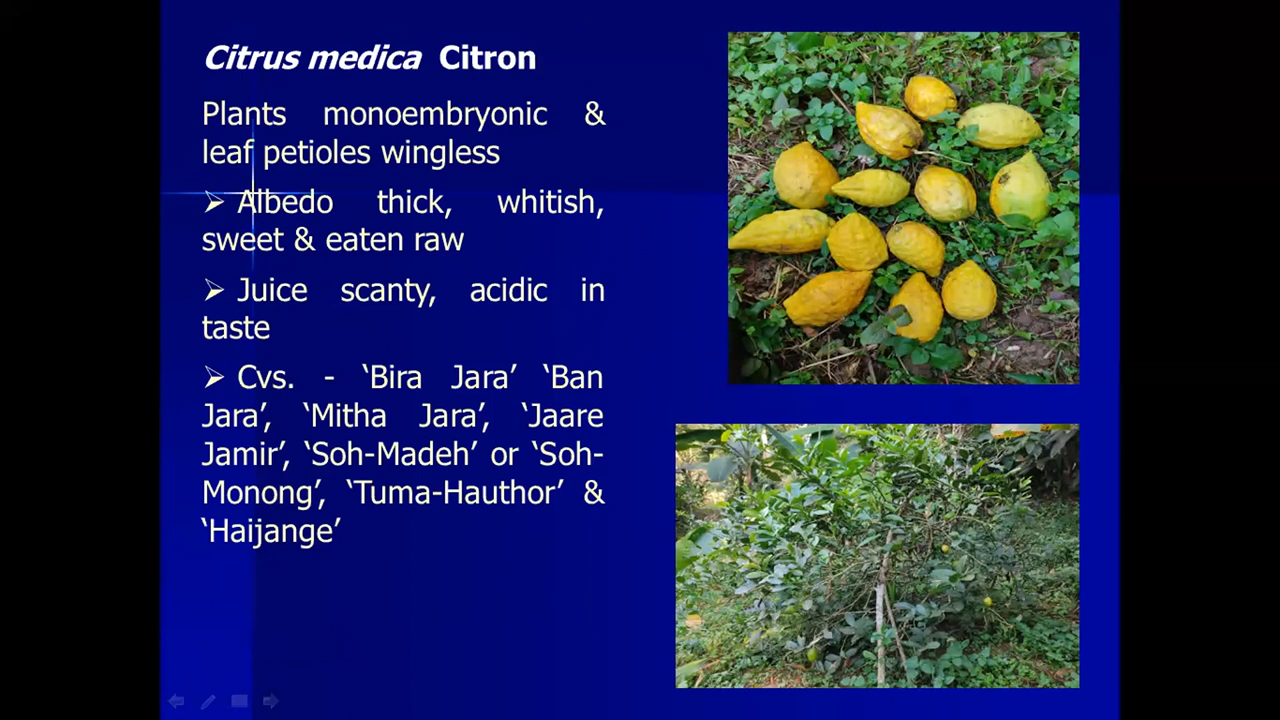 Citrus medica Citron
Plants monoembryonic &
leaf petioles wingless
➢ Albedo thick, whitish,
sweet & eaten raw
➢ Juice scanty, acidic in
taste
➢ Cvs. - ‘Bira Jara’ ‘Ban
Jara’, ‘Mitha Jara’, ‘Jaare
Jamir’, ‘Soh-Madeh’ or ‘Soh-
Monong’, ‘Tuma-Hauthor’ &
‘Haijange’